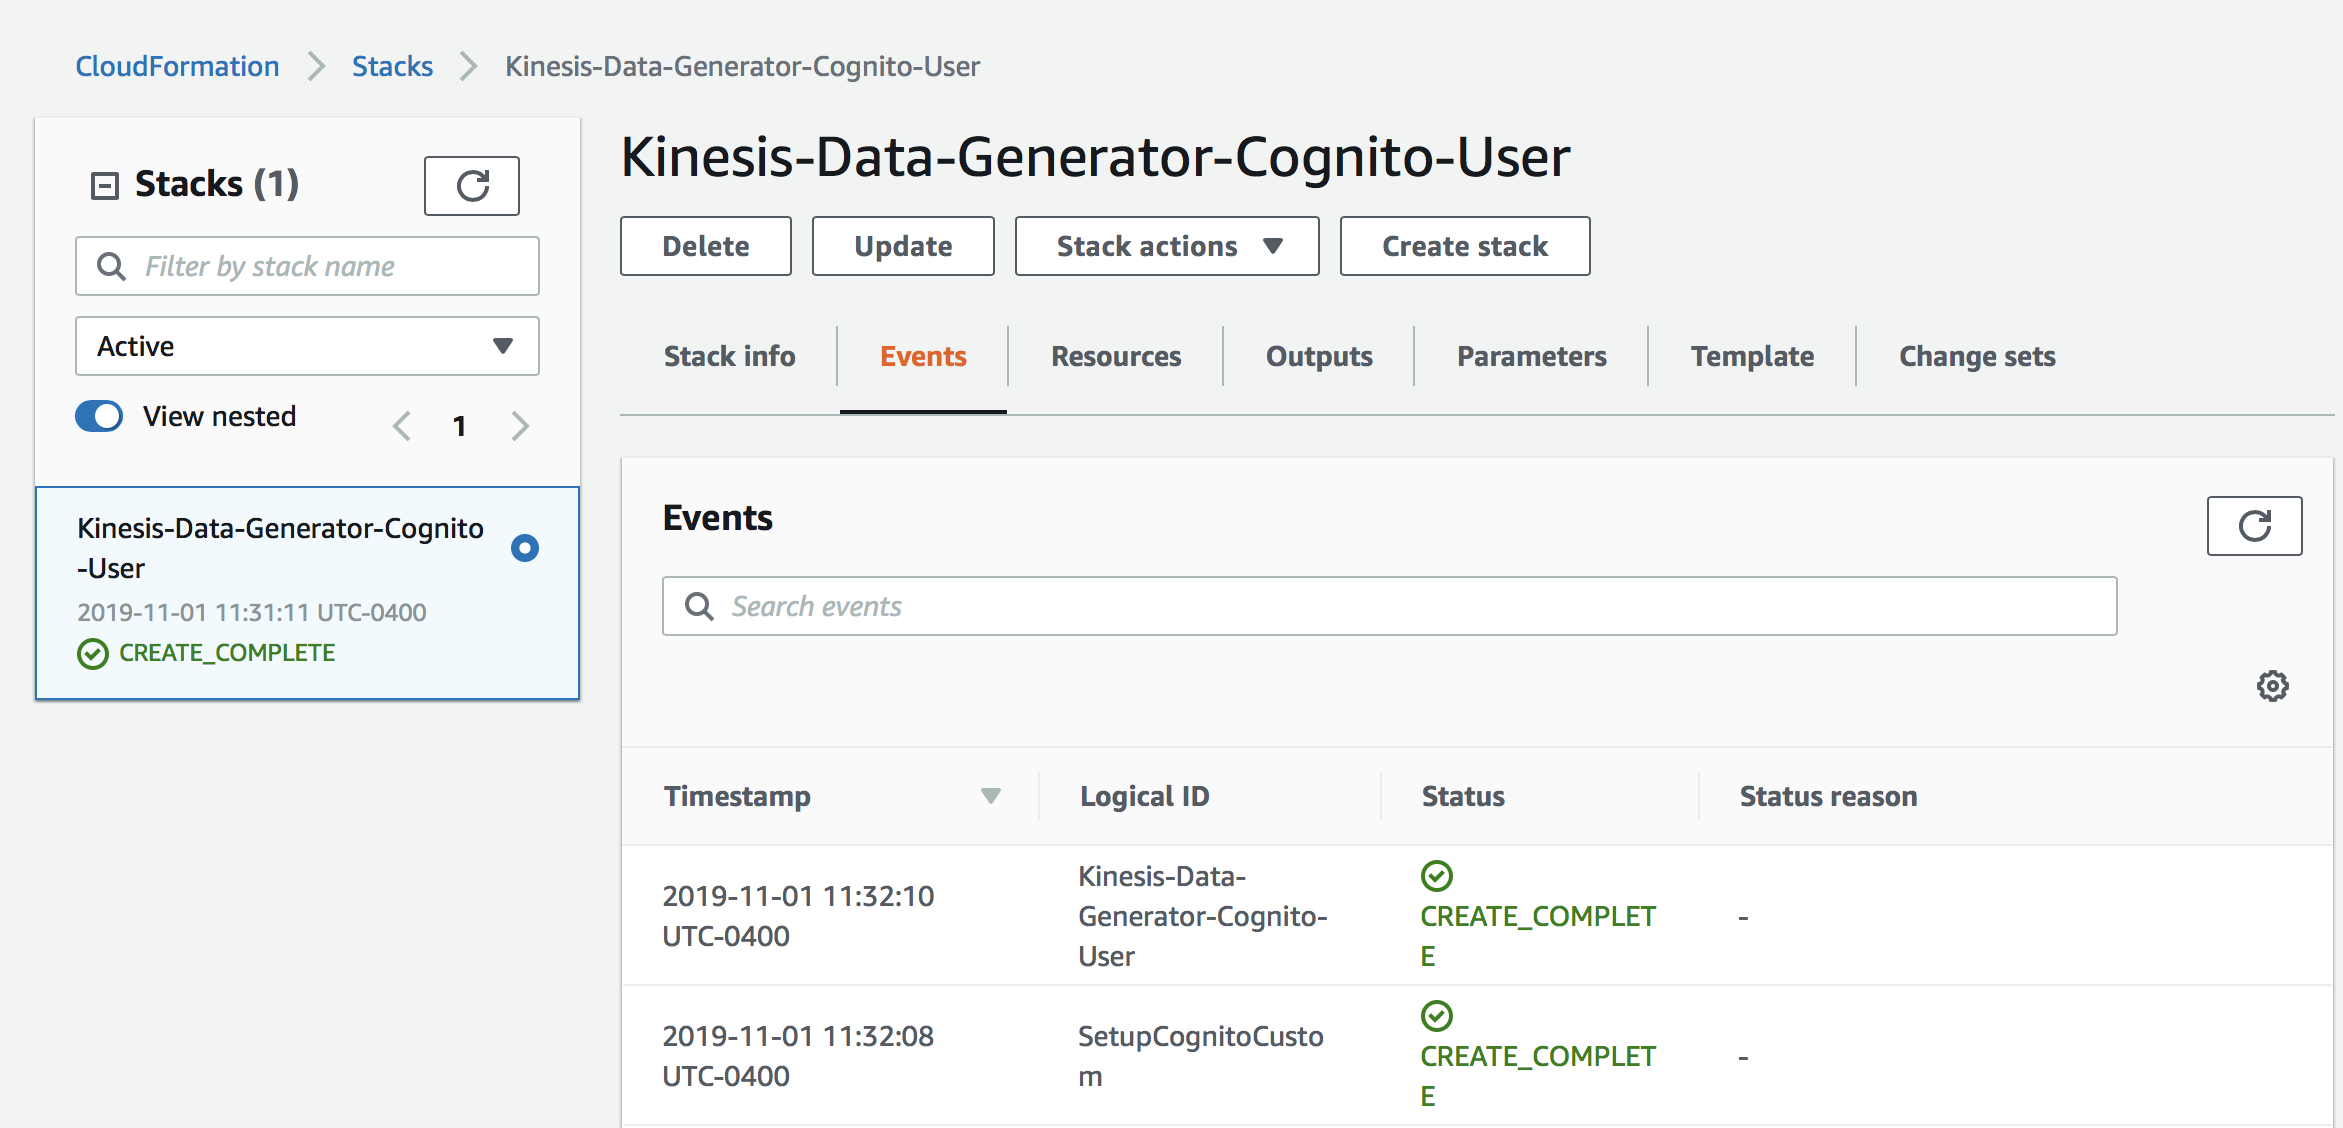 CloudFormation
Stacks
Kinesis-Data-Generator-Cognito-User
Stacks (1)
Filter by stack name
Active
View nested
1
Kinesis-Data-Generator-Cognito
-User
2019-11-01 11:31:11 UTC-0400
CREATE_COMPLETE
Kinesis-Data-Generator-Cognito-User
Delete
Update
Stack actions
Create stack
Stack info
Events
Resources
Outputs
Parameters
Template
Change sets
Events
Search events
Timestamp
Logical ID
Status
Status reason
2019-11-01 11:32:10
UTC-0400
Kinesis-Data-
Generator-Cognito-
User
CREATE_COMPLET
E
-
2019-11-01 11:32:08
UTC-0400
SetupCognitoCusto
m
CREATE_COMPLET
E
-